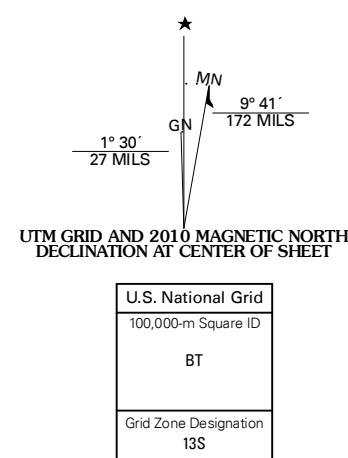 ★
MN
9° 41´
172 MILS
GN
1° 30´
27 MILS
UTM GRID AND 2010 MAGNETIC NORTH
DECLINATION AT CENTER OF SHEET
U.S. National Grid
100,000-m Square ID
BT
Grid Zone Designation
13S